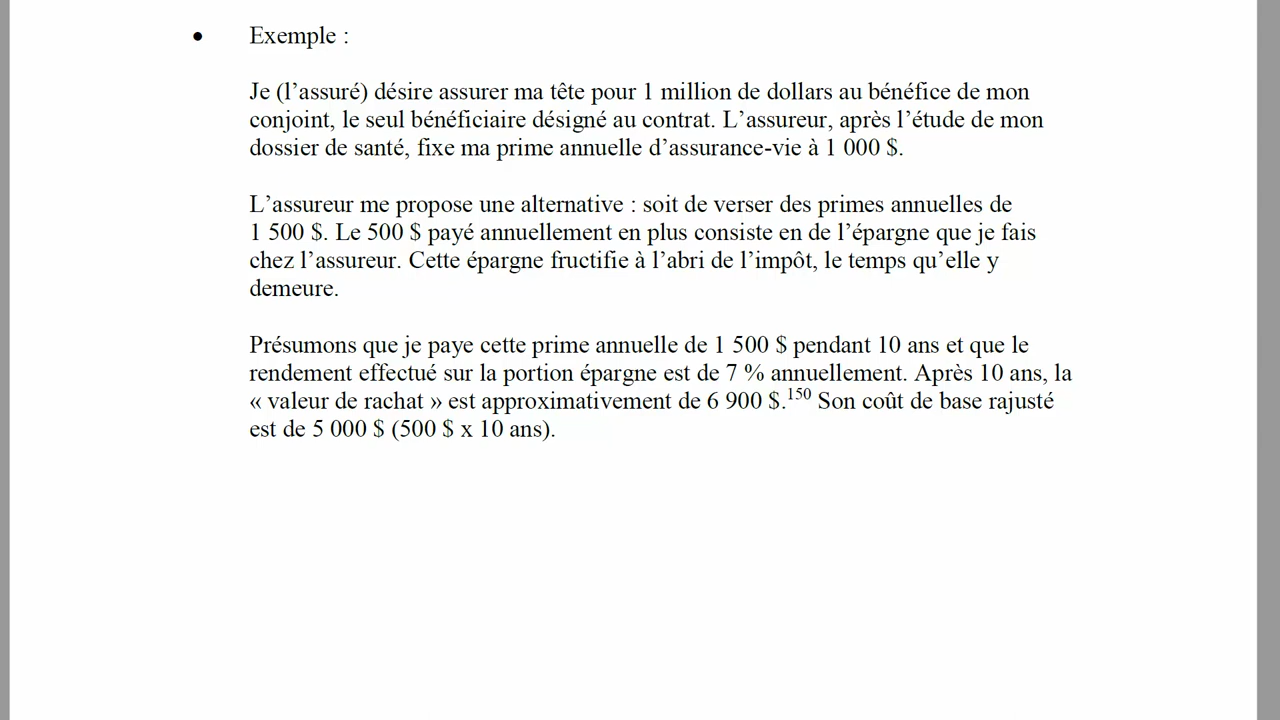 • Exemple :
Je (l’assuré) désire assurer ma tête pour 1 million de dollars au bénéfice de mon
conjoint, le seul bénéficiaire désigné au contrat. L’assureur, après l’étude de mon
dossier de santé, fixe ma prime annuelle d’assurance-vie à 1 000 $.
L’assureur me propose une alternative : soit de verser des primes annuelles de
1 500 $. Le 500 $ payé annuellement en plus consiste en de l’épargne que je fais
chez l’assureur. Cette épargne fructifie à l’abri de l’impôt, le temps qu’elle y
demeure.
Présumons que je paye cette prime annuelle de 1 500 $ pendant 10 ans et que le
rendement effectué sur la portion épargne est de 7 % annuellement. Après 10 ans, la
« valeur de rachat » est approximativement de 6 900 $.150 Son coût de base rajusté
est de 5 000 $ (500 $ x 10 ans).